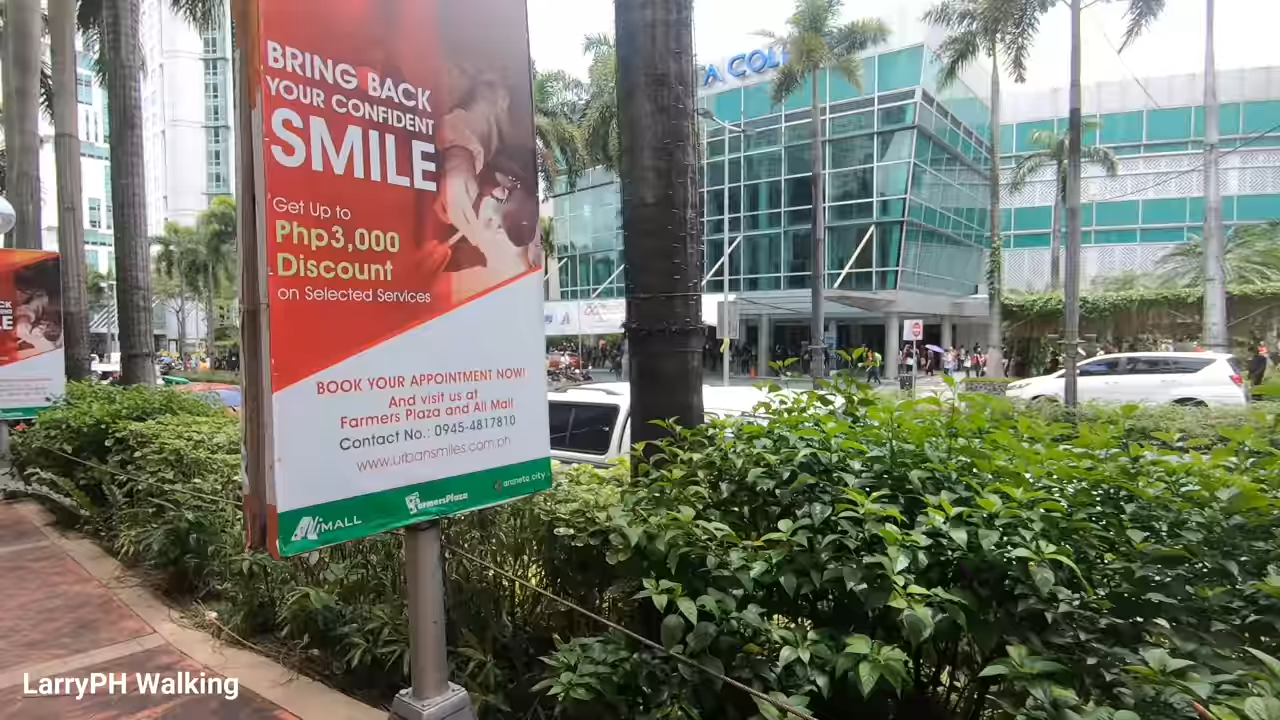 BRING BACK
YOUR CONFIDENT
SMILE
Get Up to
Php3,000
Discount
on Selected Services
BOOK YOUR APPOINTMENT NOW!
And visit us at
Farmers Plaza and Ali Mall
Contact No.: 0945-4817810
www.urbansmiles.com.ph
ALiMALL
FarmersPlaza
araneta city
A COL
LE
LarryPH Walking